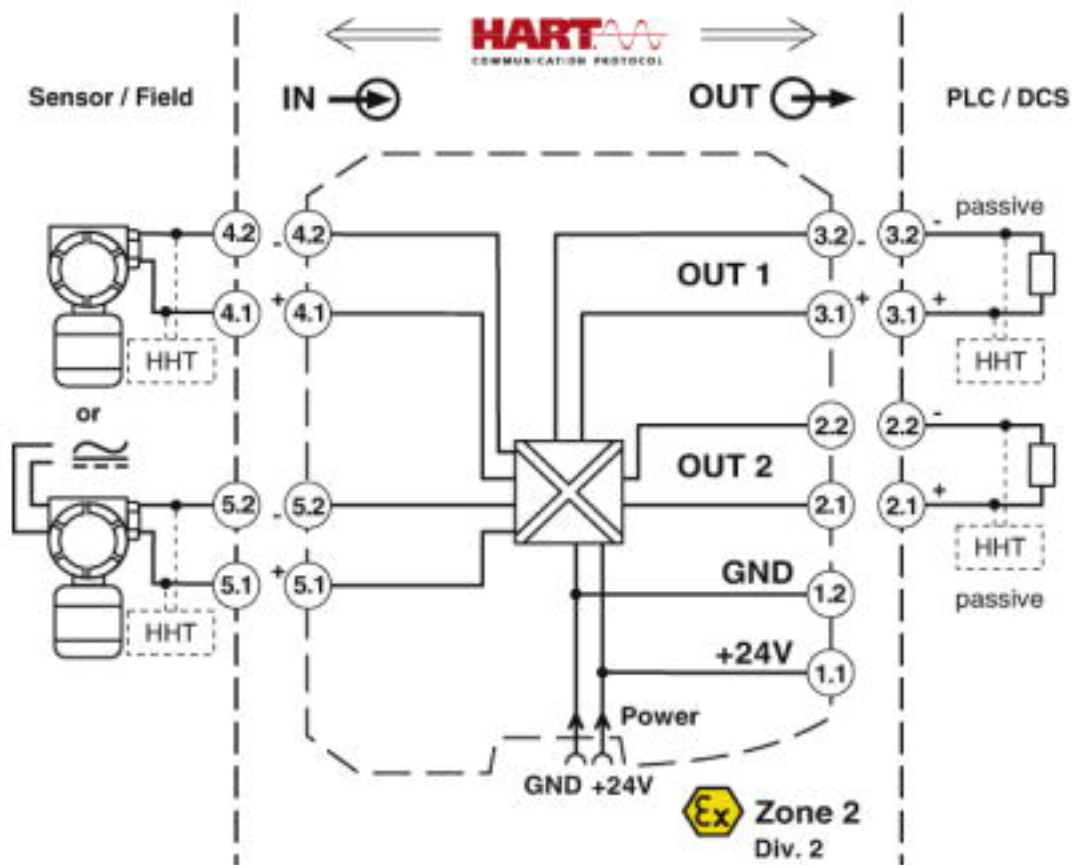 HART
COMMUNICATION PROTOCOL
Sensor / Field
IN
OUT
PLC / DCS
4.2
-
4.2
3.2
-
3.2
-
passive
OUT 1
4.1
+
4.1
3.1
+
3.1
+
HHT
HHT
or
2.2
2.2
-
OUT 2
5.2
-
5.2
2.1
2.1
+
HHT
5.1
+
5.1
GND
1.2
passive
HHT
+24V
1.1
Power
GND +24V
Ex
Zone 2
Div. 2